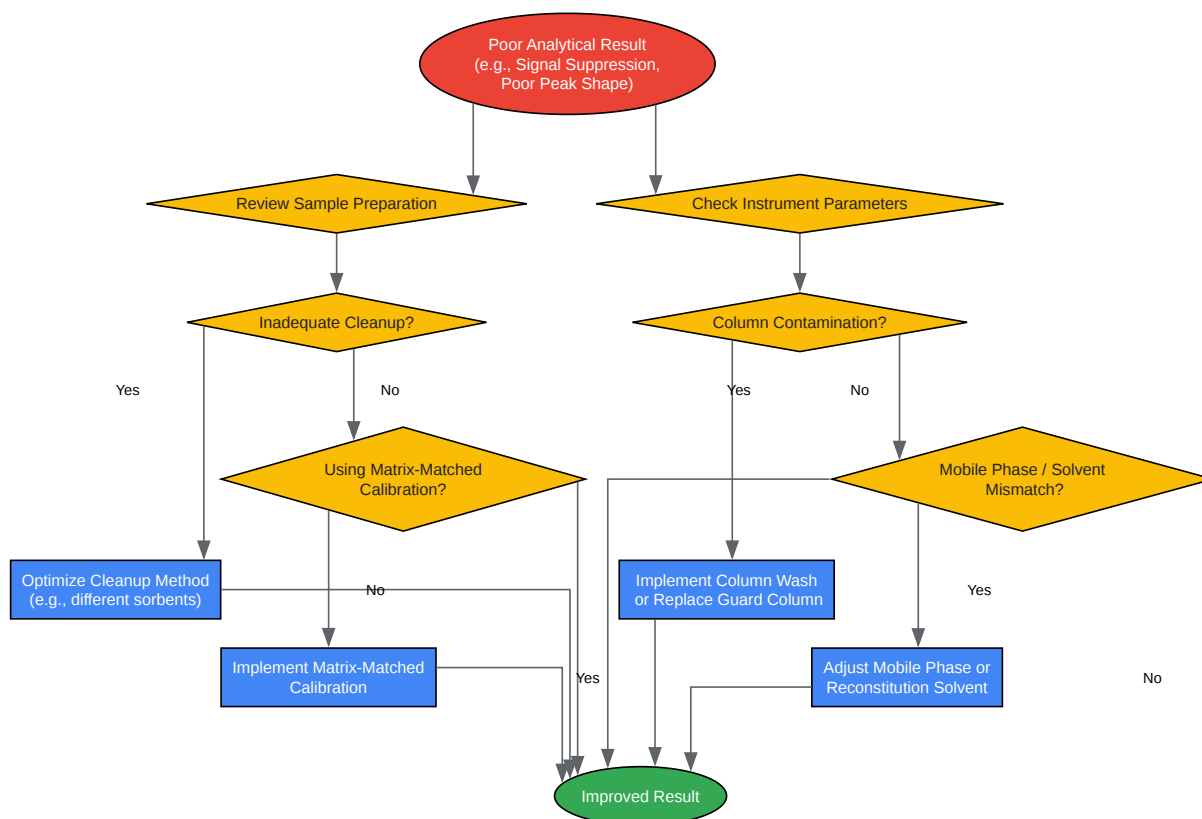 Poor Analytical Result
(e.g., Signal Suppression,
Poor Peak Shape)
Review Sample Preparation
Check Instrument Parameters
Inadequate Cleanup?
Column Contamination?
Yes
No
Yes
No
Using Matrix-Matched
Calibration?
Mobile Phase / Solvent
Mismatch?
Optimize Cleanup Method
(e.g., different sorbents)
No
Implement Column Wash
or Replace Guard Column
Yes
Implement Matrix-Matched
Calibration
Yes
Adjust Mobile Phase or
Reconstitution Solvent
No
Improved Result